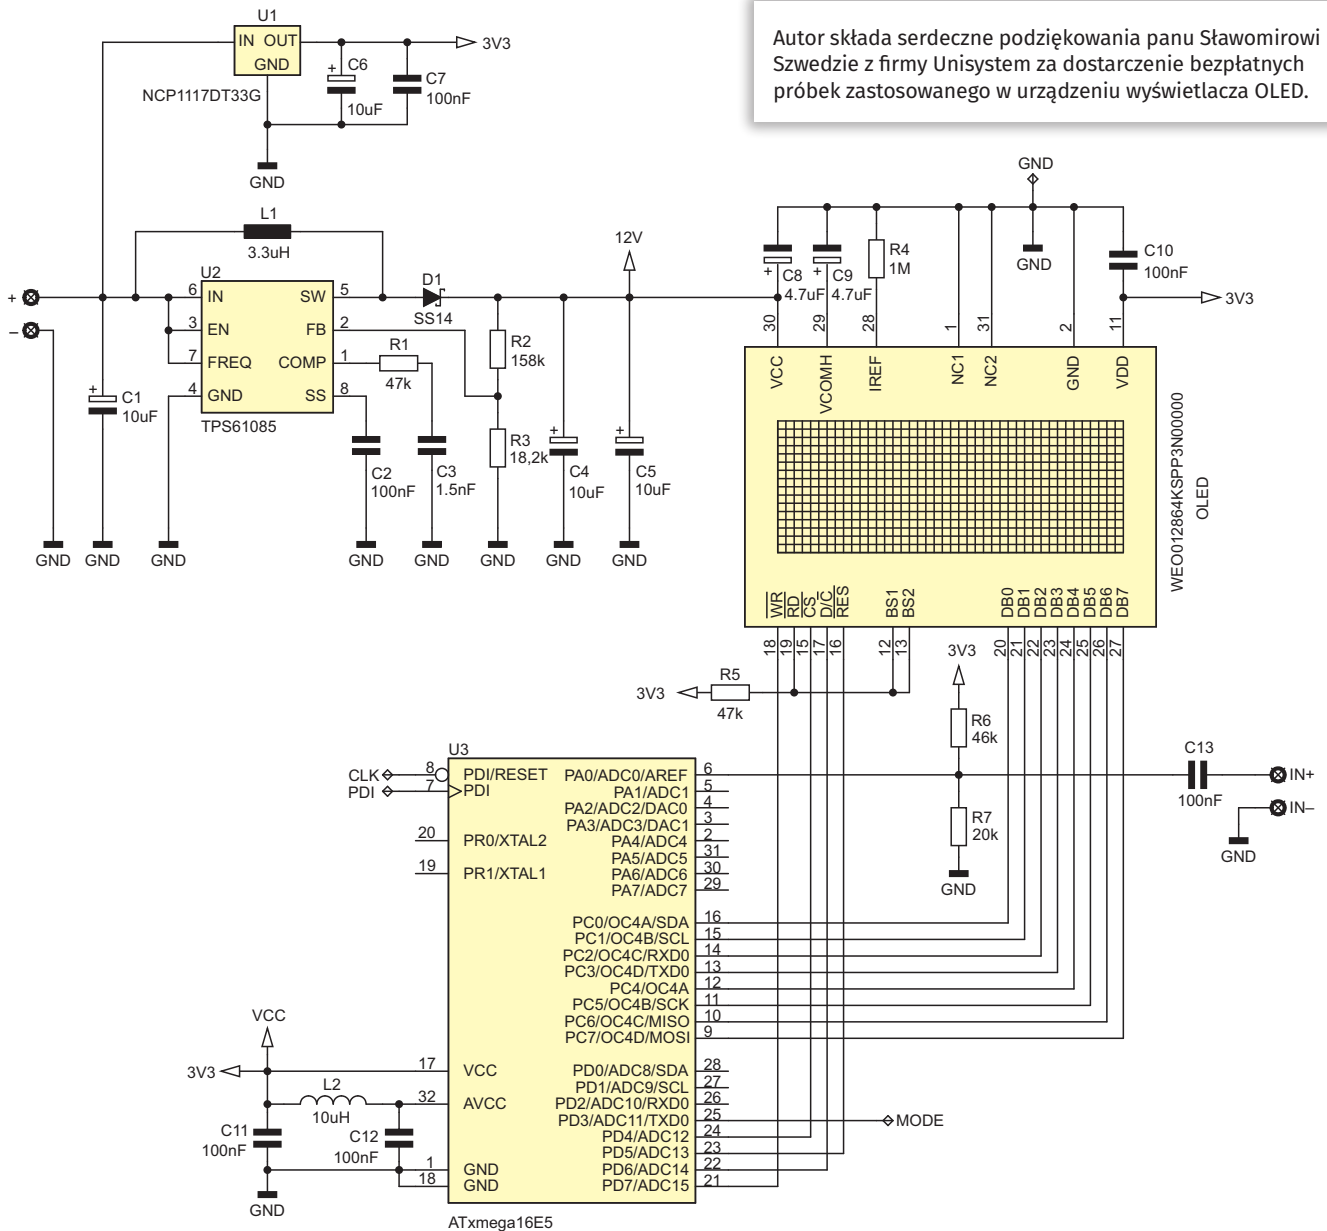 Autor składa serdeczne podziękowania panu Sławomirowi
Szwedzie z firmy Unisystem za dostarczenie bezpłatnych
próbek zastosowanego w urządzeniu wyświetlacza OLED.
U1
IN OUT
GND
NCP1117DT33G
+
C6
10uF
C7
100nF
3V3
GND
L1
3.3uH
U2
6 IN SW 5
3 EN FB 2
7 FREQ COMP 1
4 GND SS 8
TPS61085
+
–
+
C1
10uF
D1
SS14
R1
47k
R2
158k
R3
18,2k
C2
100nF
C3
1.5nF
+
C4
10uF
+
C5
10uF
12V
GND GND GND GND GND GND GND GND
GND
+
C8
4.7uF
+
C9
4.7uF
R4
1M
GND
C10
100nF
3V3
30 29 28 1 31 2 11
VCC VCOMH IREF NC1 NC2 GND VDD
WEO012864KSPP3N00000
OLED
WR RD CS D/C RES BS1 BS2 DB0 DB1 DB2 DB3 DB4 DB5 DB6 DB7
18 19 15 17 16 12 13 20 21 22 23 24 25 26 27
3V3
R5
47k
3V3
R6
46k
R7
20k
GND
C13
100nF
IN+
IN–
GND
U3
CLK 8 PDI/RESET PA0/ADC0/AREF 6
PDI 7 PDI PA1/ADC1 5
PA2/ADC2/DAC0 4
PA3/ADC3/DAC1 3
20 PR0/XTAL2 PA4/ADC4 2
PA5/ADC5 31
19 PR1/XTAL1 PA6/ADC6 30
PA7/ADC7 29
PC0/OC4A/SDA 16
PC1/OC4B/SCL 15
PC2/OC4C/RXD0 14
PC3/OC4D/TXD0 13
PC4/OC4A 12
PC5/OC4B/SCK 11
PC6/OC4C/MISO 10
PC7/OC4D/MOSI 9
VCC
3V3
17 VCC PD0/ADC8/SDA 28
PD1/ADC9/SCL 27
L2
10uH
32 AVCC PD2/ADC10/RXD0 26
PD3/ADC11/TXD0 25 MODE
C11
100nF
C12
100nF
PD4/ADC12 24
PD5/ADC13 23
1 GND PD6/ADC14 22
18 GND PD7/ADC15 21
GND
ATxmega16E5